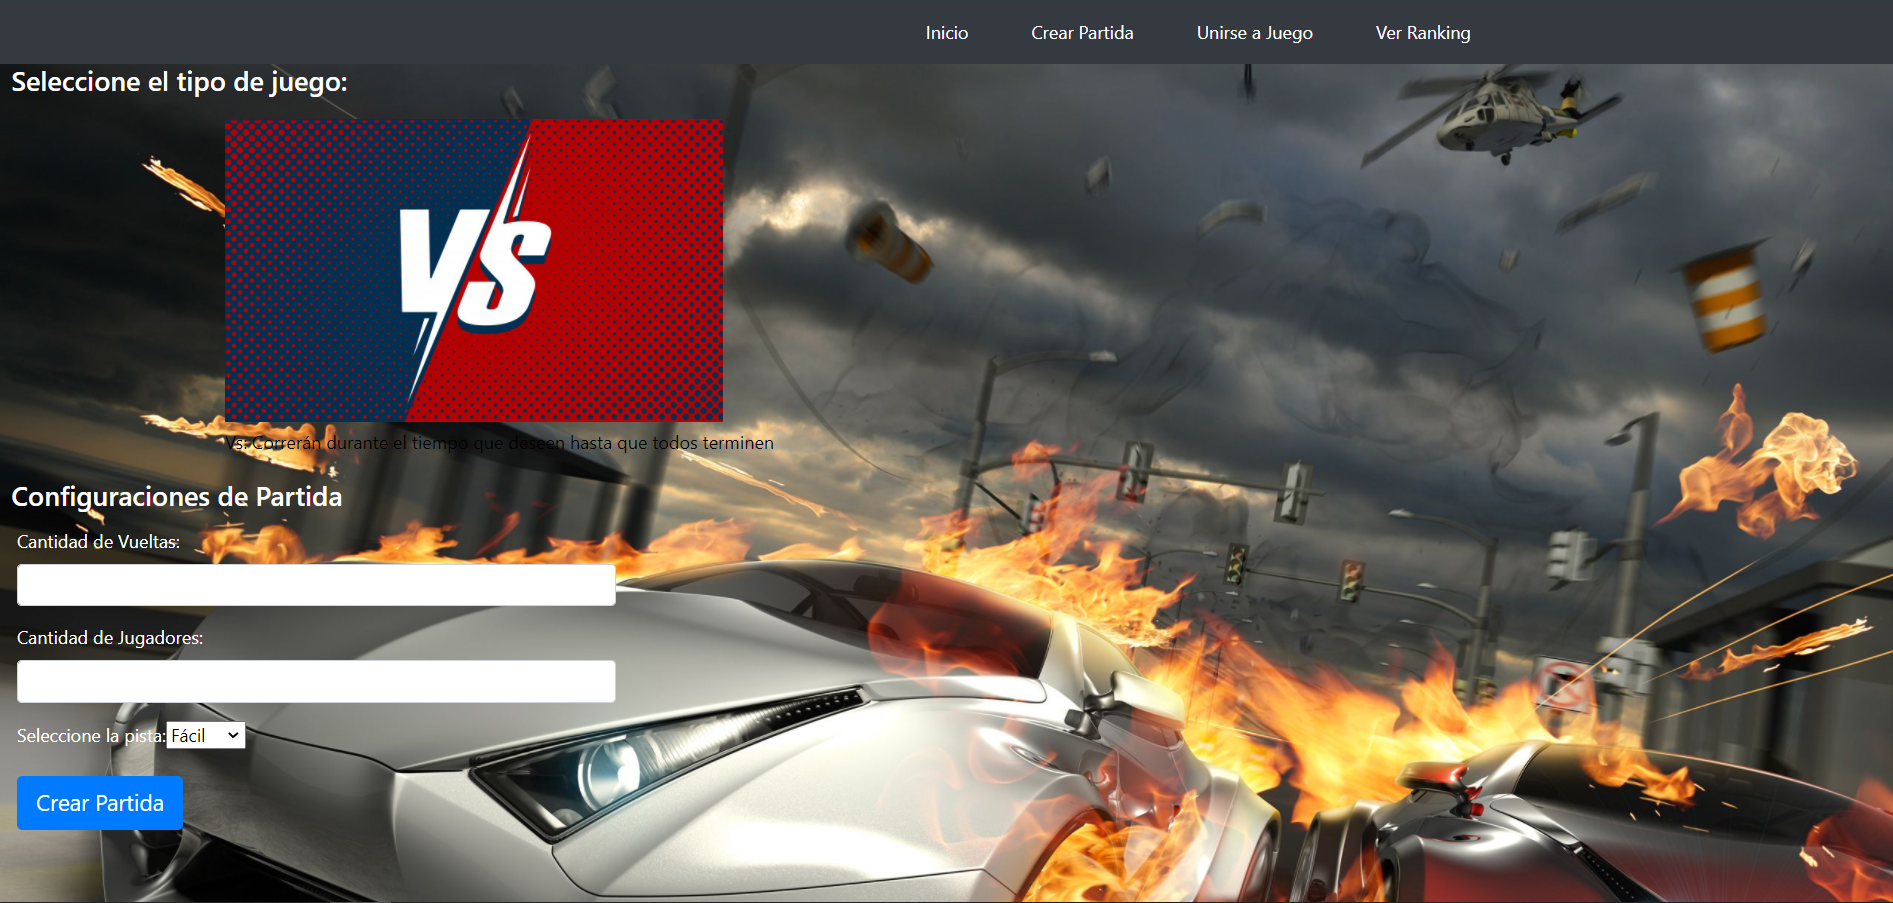 Inicio Crear Partida Unirse a Juego Ver Ranking
Seleccione el tipo de juego:
VS
Vs: Correrán durante el tiempo que deseen hasta que todos terminen
Configuraciones de Partida
Cantidad de Vueltas:
Cantidad de Jugadores:
Seleccione la pista: Fácil
Crear Partida